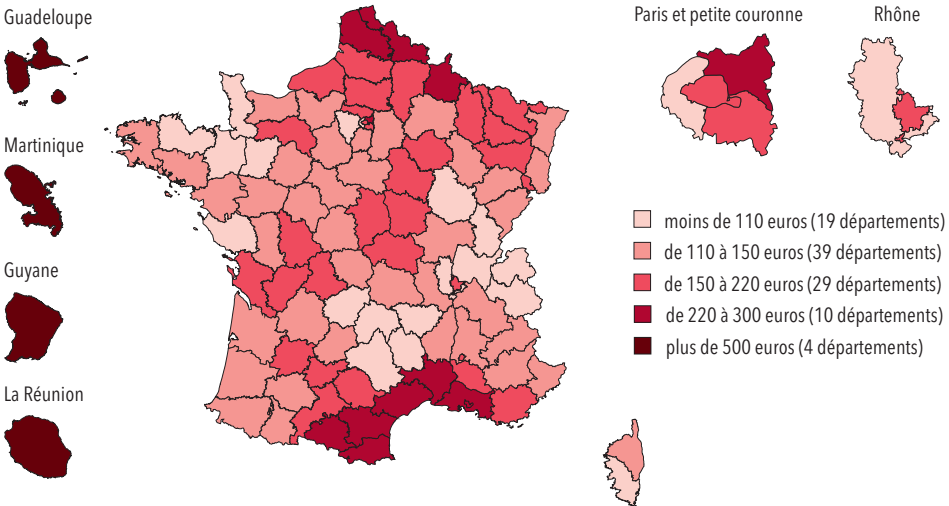 Guadeloupe
Martinique
Guyane
La Réunion
Paris et petite couronne
Rhône
moins de 110 euros (19 départements)
de 110 à 150 euros (39 départements)
de 150 à 220 euros (29 départements)
de 220 à 300 euros (10 départements)
plus de 500 euros (4 départements)